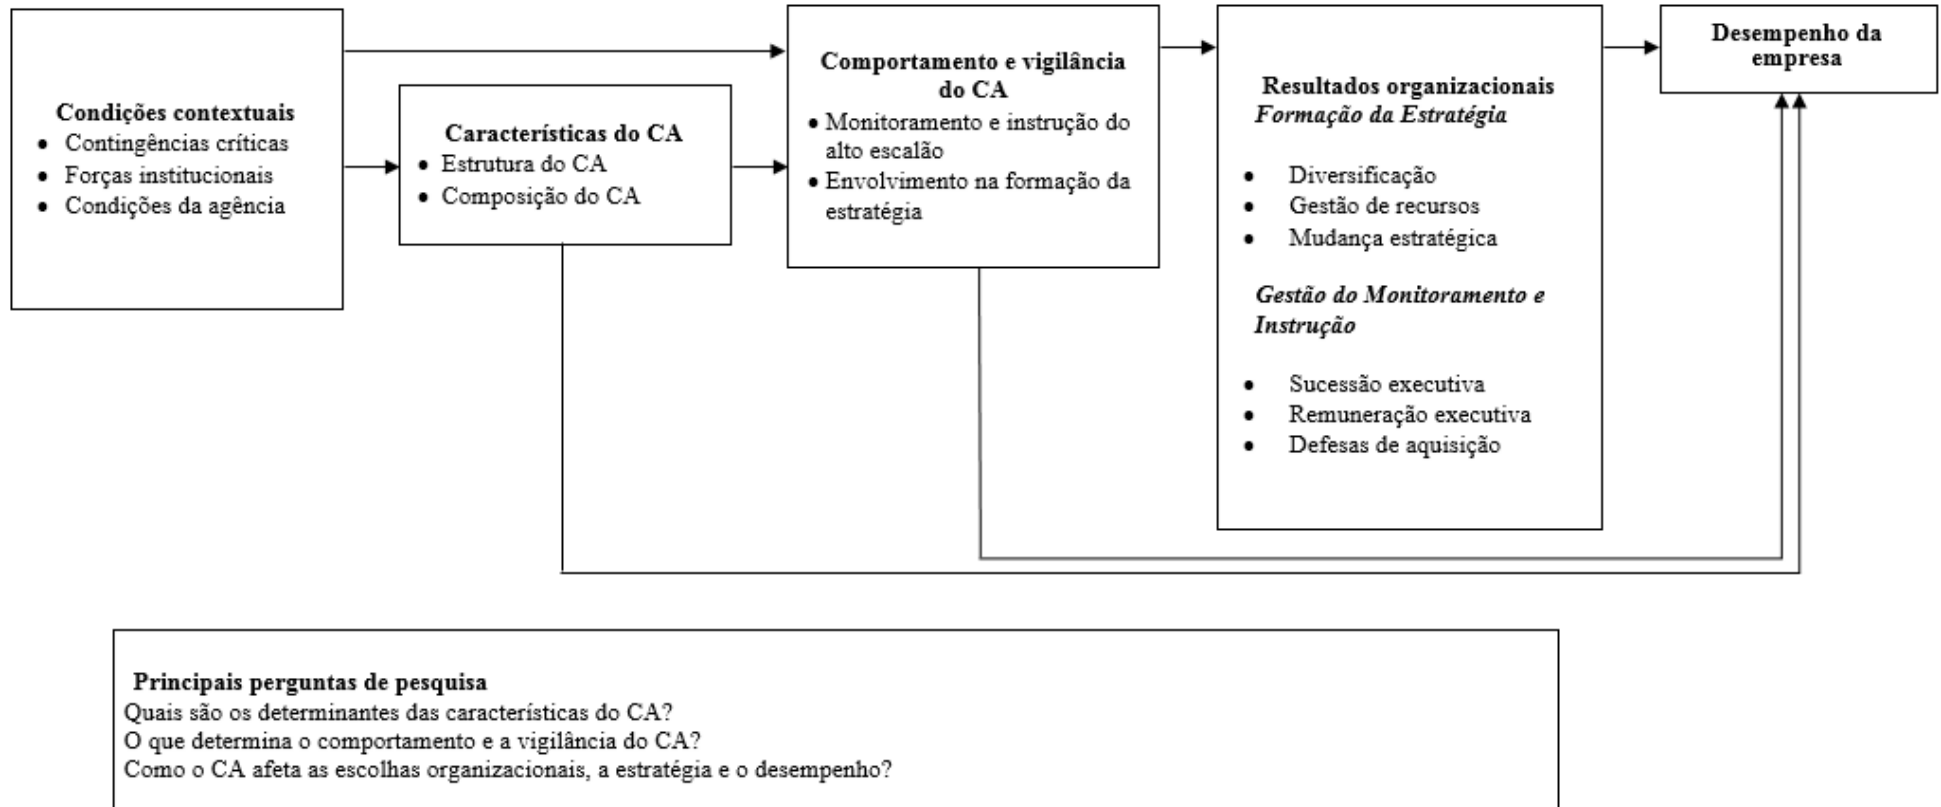 Condições contextuais
• Contingências críticas
• Forças institucionais
• Condições da agência
Características do CA
• Estrutura do CA
• Composição do CA
Comportamento e vigilância
do CA
• Monitoramento e instrução do
alto escalão
• Envolvimento na formação da
estratégia
Resultados organizacionais
Formação da Estratégia
• Diversificação
• Gestão de recursos
• Mudança estratégica
Gestão do Monitoramento e
Instrução
• Sucessão executiva
• Remuneração executiva
• Defesas de aquisição
Desempenho da
empresa
Principais perguntas de pesquisa
Quais são os determinantes das características do CA?
O que determina o comportamento e a vigilância do CA?
Como o CA afeta as escolhas organizacionais, a estratégia e o desempenho?